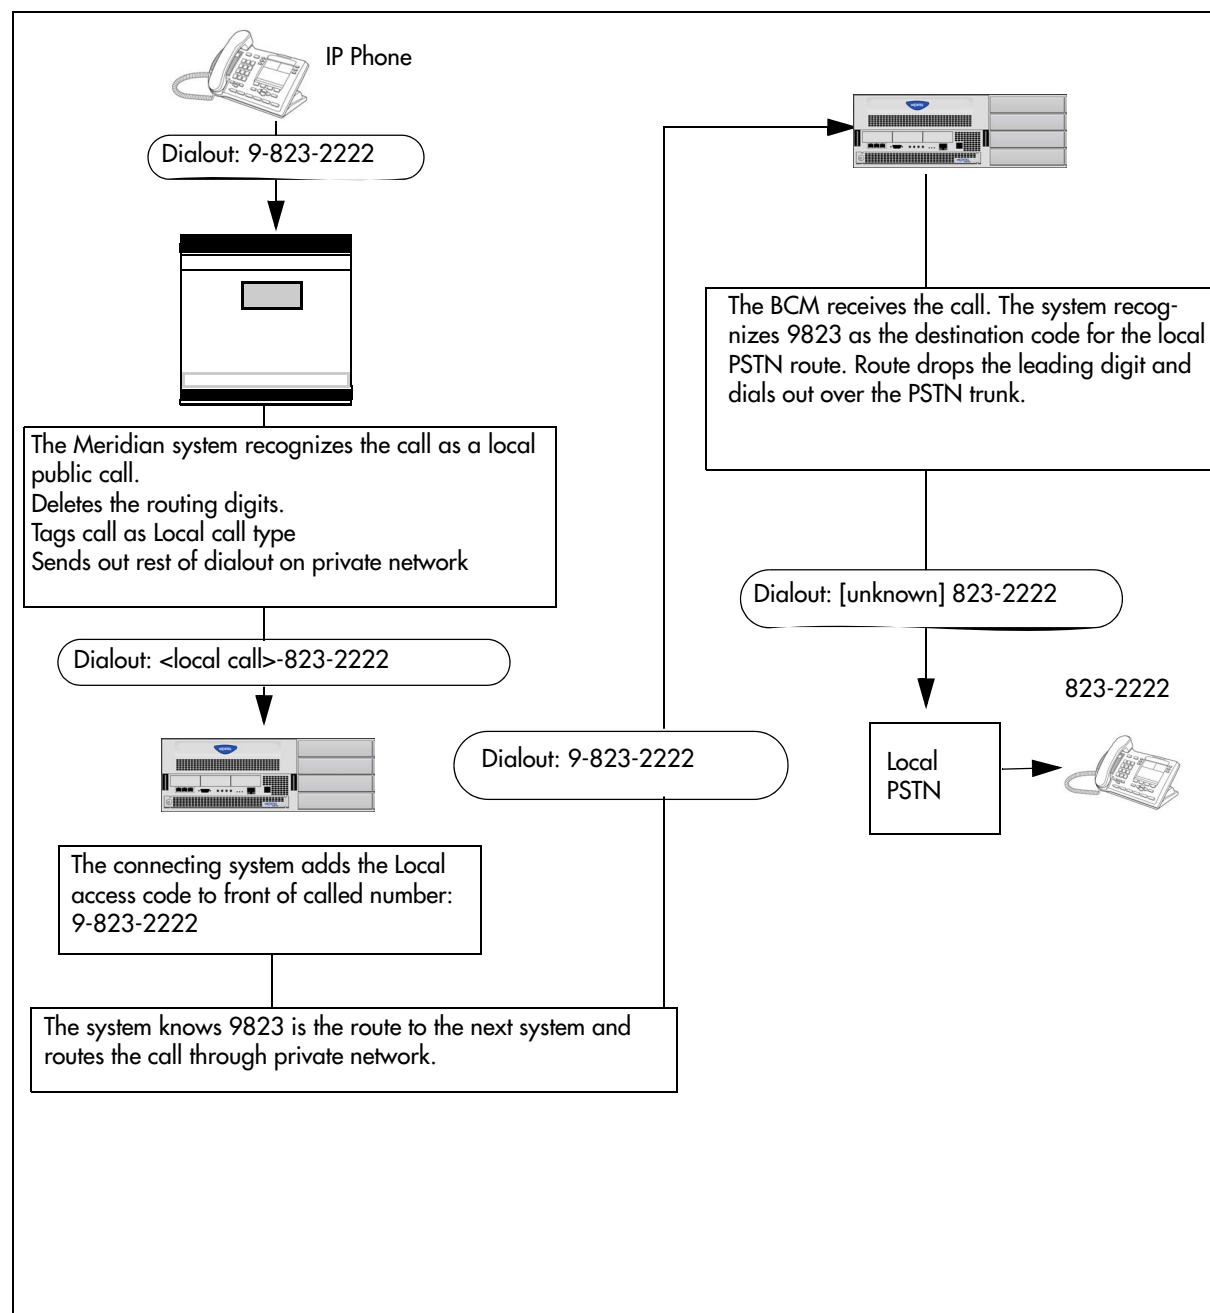 IP Phone
Dialout: 9-823-2222
The Meridian system recognizes the call as a local
public call.
Deletes the routing digits.
Tags call as Local call type
Sends out rest of dialout on private network
Dialout: <local call>-823-2222
The connecting system adds the Local
access code to front of called number:
9-823-2222
The system knows 9823 is the route to the next system and
routes the call through private network.
Dialout: 9-823-2222
The BCM receives the call. The system recog-
nizes 9823 as the destination code for the local
PSTN route. Route drops the leading digit and
dials out over the PSTN trunk.
Dialout: [unknown] 823-2222
Local
PSTN
823-2222